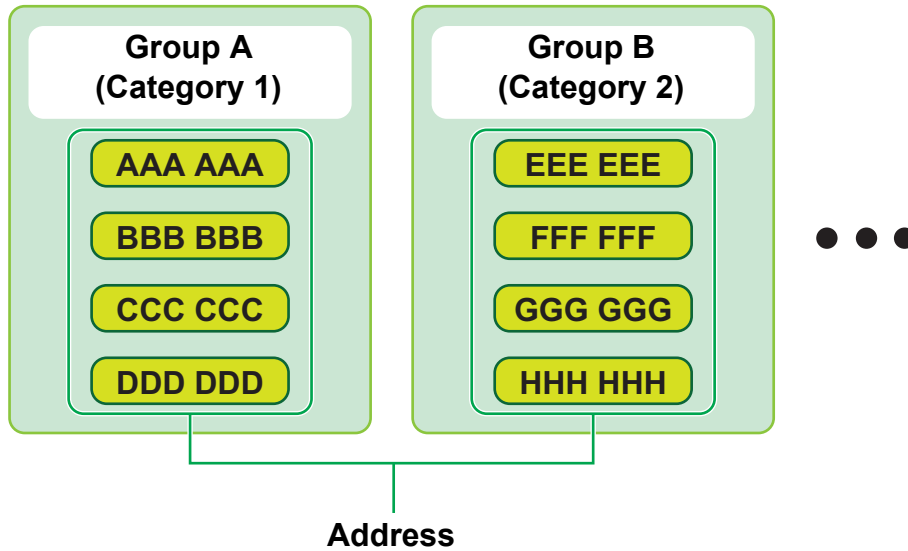 Group A
(Category 1)
AAA AAA
BBB BBB
CCC CCC
DDD DDD
Group B
(Category 2)
EEE EEE
FFF FFF
GGG GGG
HHH HHH
Address